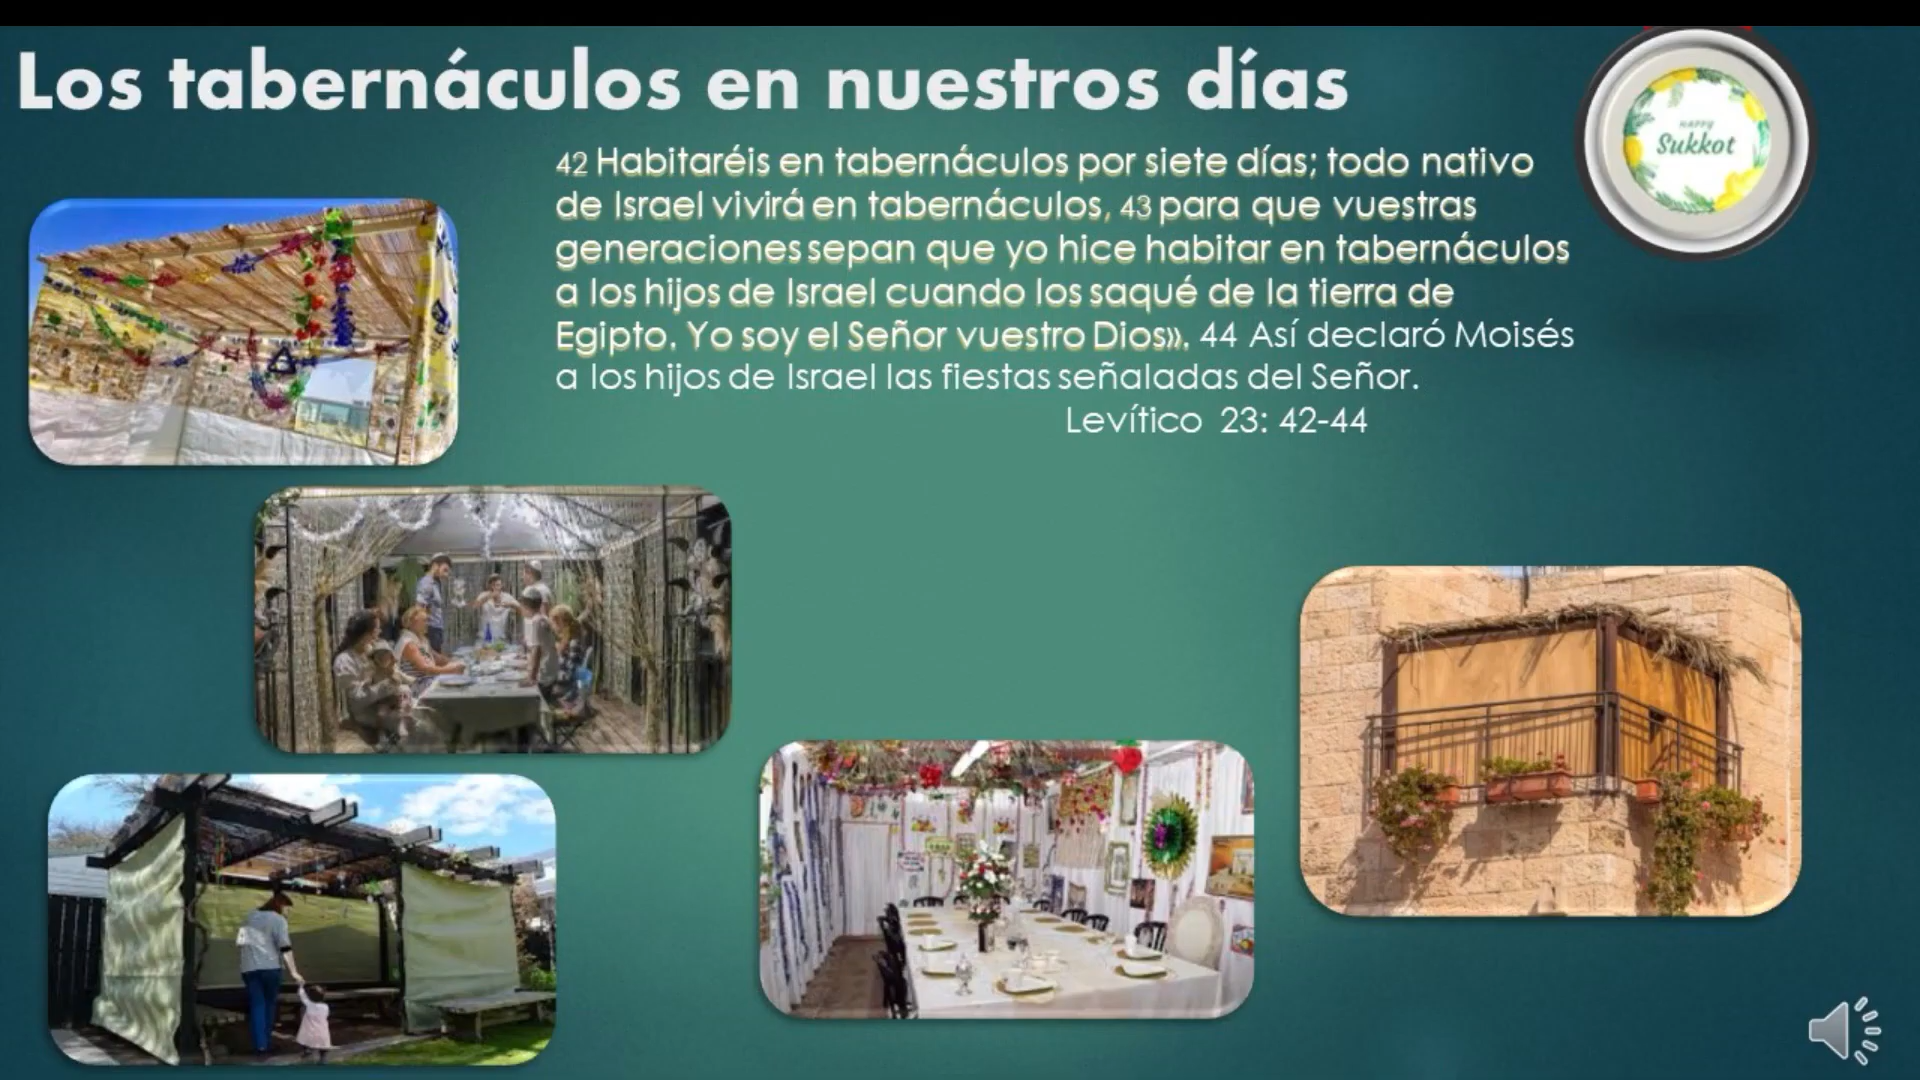 Los tabernáculos en nuestros días
HAPPY
Sukkot
42 Habitaréis en tabernáculos por siete días; todo nativo
de Israel vivirá en tabernáculos, 43 para que vuestras
generaciones sepan que yo hice habitar en tabernáculos
a los hijos de Israel cuando los saqué de la tierra de
Egipto. Yo soy el Señor vuestro Dios». 44 Así declaró Moisés
a los hijos de Israel las fiestas señaladas del Señor.
Levítico 23: 42-44